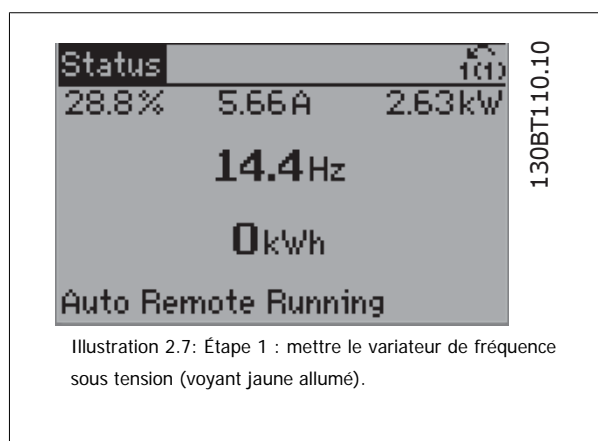 Status 1(1)
28.8% 5.66A 2.63kW
14.4Hz
0kWh
Auto Remote Running
130BT110.10
Illustration 2.7: Étape 1 : mettre le variateur de fréquence
sous tension (voyant jaune allumé).